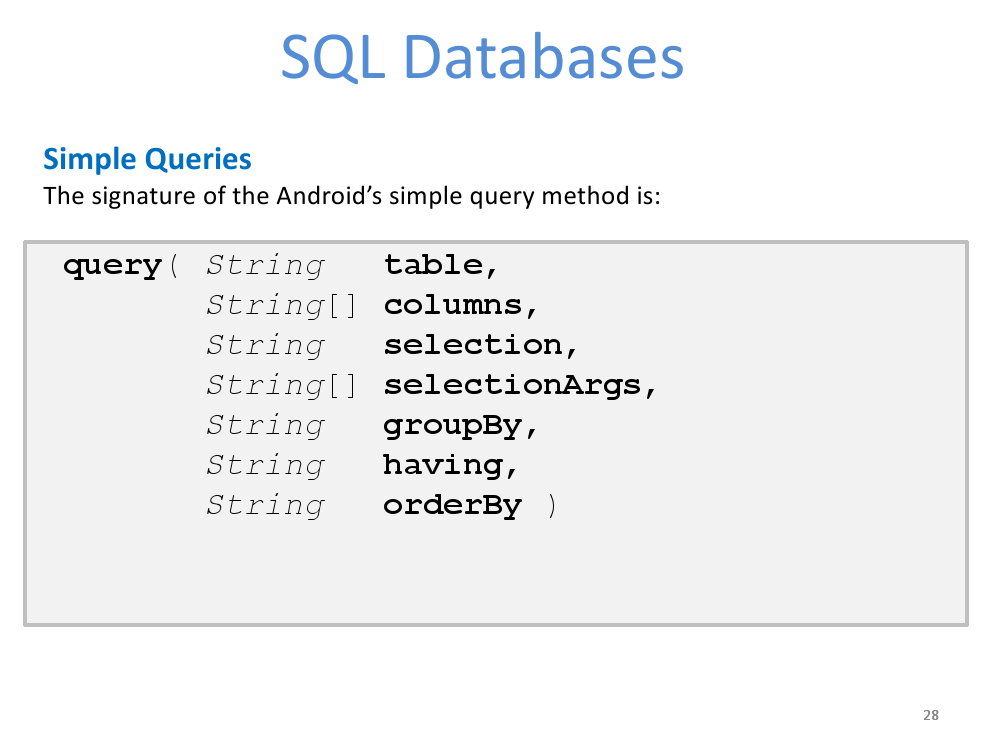 SQL Databases
Simple Queries
The signature of the Android’s simple query method is:
query( String table,
String[] columns,
String selection,
String[] selectionArgs,
String groupBy,
String having,
String orderBy )
28